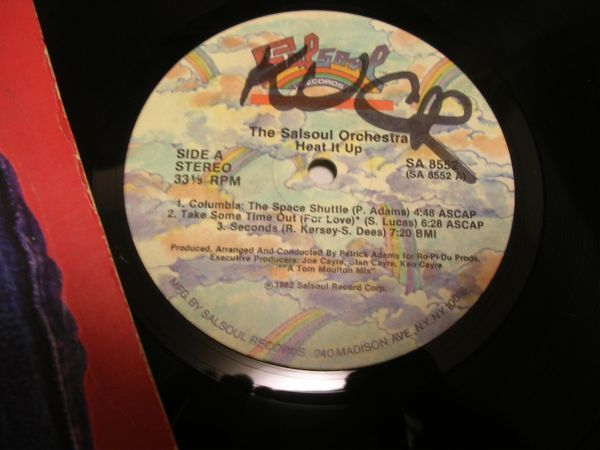 Salsoul
RECORDS
KUCR
The Salsoul Orchestra
Heat It Up
SIDE A
STEREO
33⅓ RPM
SA 8552
(SA 8552 A)
1. Columbia: The Space Shuttle (P. Adams) 4:48 ASCAP
2. Take Some Time Out (For Love)* (S. Lucas) 6:28 ASCAP
3. Seconds (R. Kersey-S. Dees) 7:20 BMI
Produced, Arranged And Conducted By Patrick Adams for Ro-Pi-Du Prods.
Executive Producers: Joe Cayre, Stan Cayre, Ken Cayre
*"A Tom Moulton Mix"
℗ 1982 Salsoul Record Corp.
MFG. BY SALSOUL RECORDS 240 MADISON AVE., N.Y., N.Y. 10016